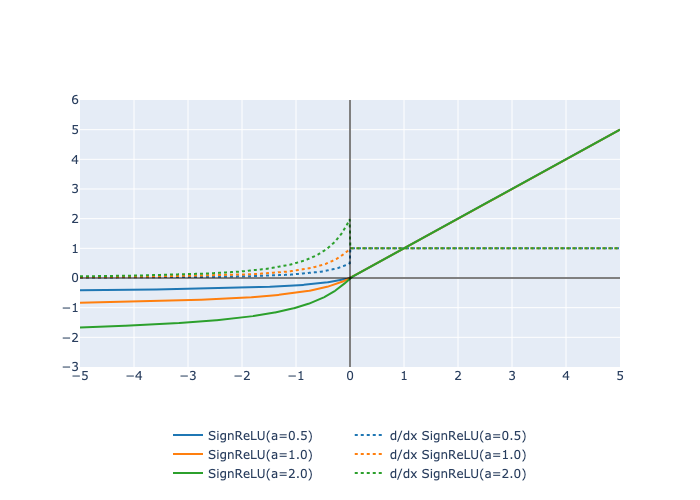 6
5
4
3
2
1
0
−1
−2
−3
−5 −4 −3 −2 −1 0 1 2 3 4 5
SignReLU(a=0.5) d/dx SignReLU(a=0.5)
SignReLU(a=1.0) d/dx SignReLU(a=1.0)
SignReLU(a=2.0) d/dx SignReLU(a=2.0)